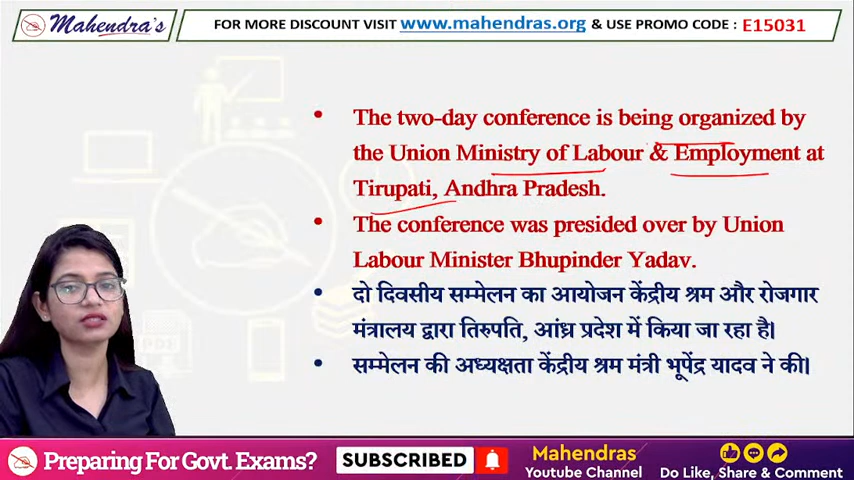 Mahendra's
FOR MORE DISCOUNT VISIT www.mahendras.org & USE PROMO CODE : E15031
• The two-day conference is being organized by
the Union Ministry of Labour & Employment at
Tirupati, Andhra Pradesh.
• The conference was presided over by Union
Labour Minister Bhupinder Yadav.
• दो दिवसीय सम्मेलन का आयोजन केंद्रीय श्रम और रोजगार
मंत्रालय द्वारा तिरुपति, आंध्र प्रदेश में किया जा रहा है।
• सम्मेलन की अध्यक्षता केंद्रीय श्रम मंत्री भूपेंद्र यादव ने की।
PDF
Preparing For Govt. Exams?
SUBSCRIBED
Mahendras
Youtube Channel
Do Like, Share & Comment